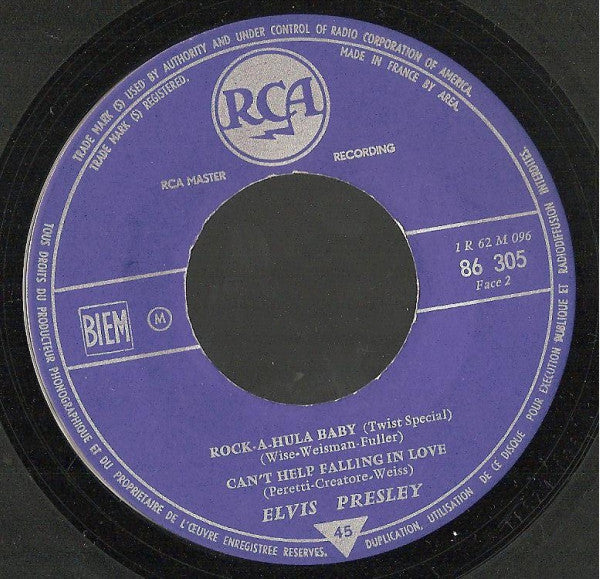 TRADE MARK (S) USED BY AUTHORITY AND UNDER CONTROL OF RADIO CORPORATION OF AMERICA.
TRADE MARK (S) REGISTERED.
MADE IN FRANCE BY AREA.
RCA
RCA MASTER RECORDING
1 R 62 M 096
86 305
Face 2
BIEM
M
ROCK-A-HULA BABY (Twist Special)
(Wise-Weisman-Fuller)
CAN'T HELP FALLING IN LOVE
(Peretti-Creatore-Weiss)
ELVIS PRESLEY
45
TOUS DROITS DU PRODUCTEUR PHONOGRAPHIQUE ET DU PROPRIETAIRE DE L'ŒUVRE ENREGISTREE RESERVES.
DUPLICATION, UTILISATION DE CE DISQUE POUR EXECUTION PUBLIQUE ET RADIODIFFUSION INTERDITES.